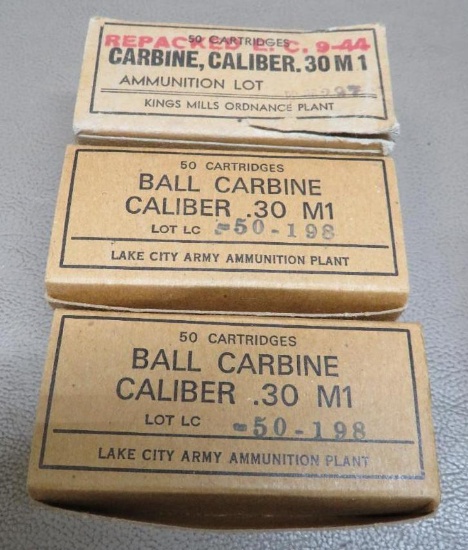 50 CARTRIDGES
REPACKED E. C. 9-44
CARBINE, CALIBER .30 M1
AMMUNITION LOT
KINGS MILLS ORDNANCE PLANT
50 CARTRIDGES
BALL CARBINE
CALIBER .30 M1
LOT LC -50-198
LAKE CITY ARMY AMMUNITION PLANT
50 CARTRIDGES
BALL CARBINE
CALIBER .30 M1
LOT LC -50-198
LAKE CITY ARMY AMMUNITION PLANT